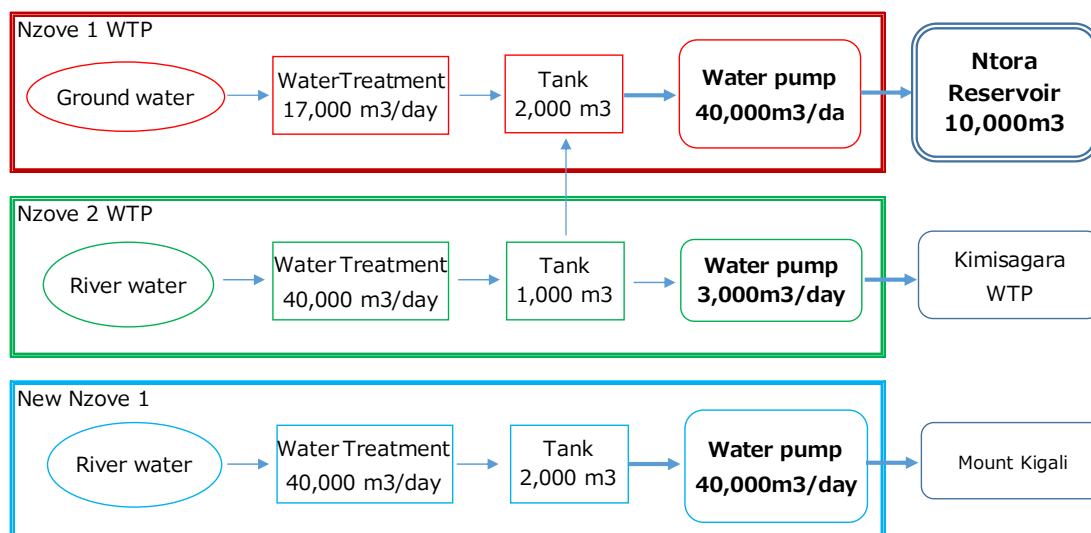 Nzove 1 WTP
Ground water
WaterTreatment
17,000 m3/day
Tank
2,000 m3
Water pump
40,000m3/da
Ntora
Reservoir
10,000m3
Nzove 2 WTP
River water
Water Treatment
40,000 m3/day
Tank
1,000 m3
Water pump
3,000m3/day
Kimisagara
WTP
New Nzove 1
River water
Water Treatment
40,000 m3/day
Tank
2,000 m3
Water pump
40,000m3/day
Mount Kigali